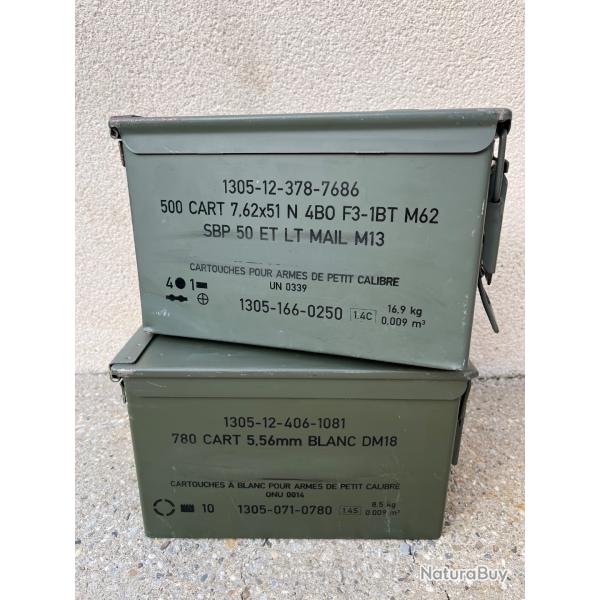 1305-12-378-7686
500 CART 7.62x51 N 4BO F3-1BT M62
SBP 50 ET LT MAIL M13
CARTOUCHES POUR ARMES DE PETIT CALIBRE
UN 0339
4 1
1305-166-0250 1.4C 16.9 kg
0.009 m³
1305-12-406-1081
780 CART 5,56mm BLANC DM18
CARTOUCHES À BLANC POUR ARMES DE PETIT CALIBRE
ONU 0014
10 1305-071-0780 1.4S 8.5 kg
0.009 m³
NaturaBuy